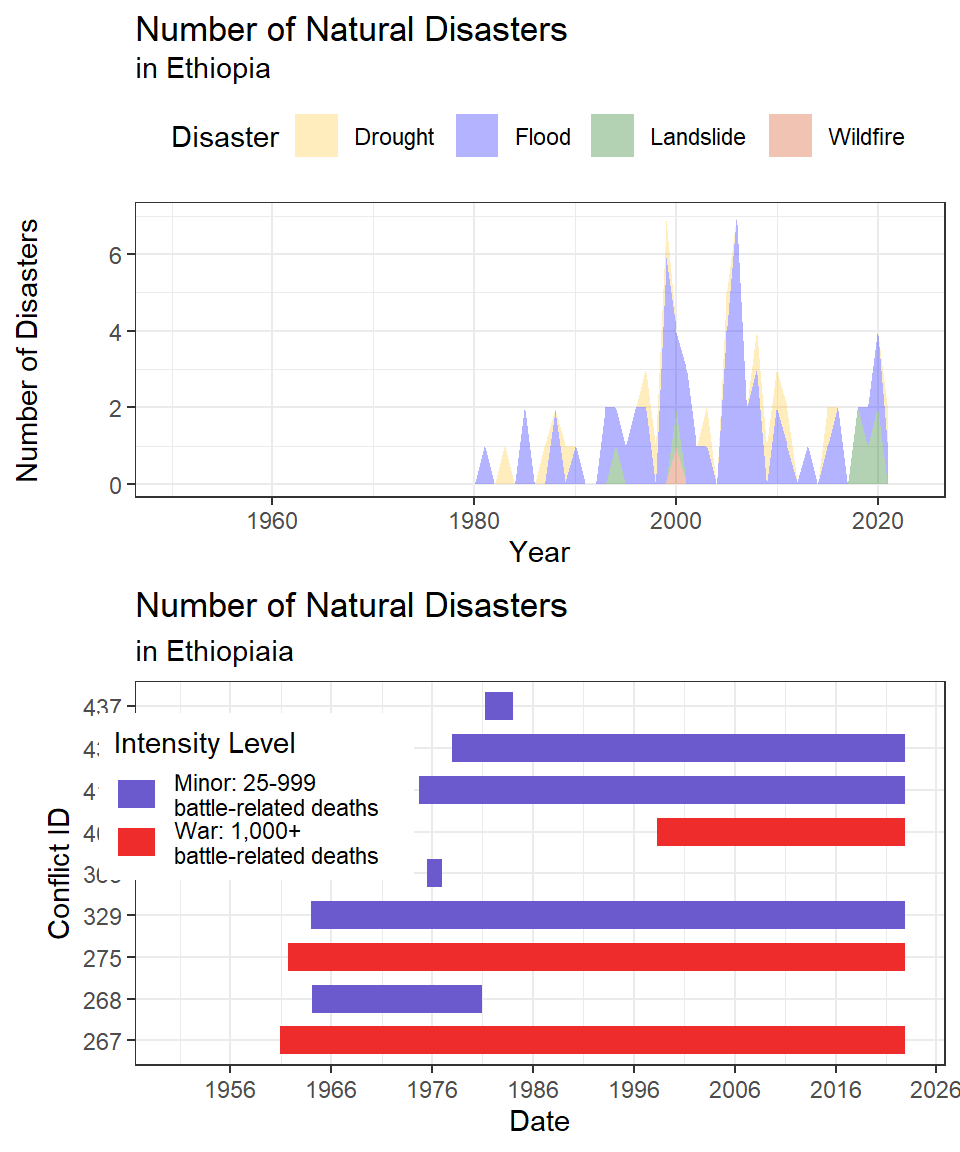 Number of Natural Disasters
in Ethiopia
Disaster Drought Flood Landslide Wildfire
Number of Disasters
6
4
2
0
1960 1980 2000 2020
Year
Number of Natural Disasters
in Ethiopiaia
Conflict ID
437
Intensity Level
Minor: 25-999
battle-related deaths
War: 1,000+
battle-related deaths
329
275
268
267
1956 1966 1976 1986 1996 2006 2016 2026
Date